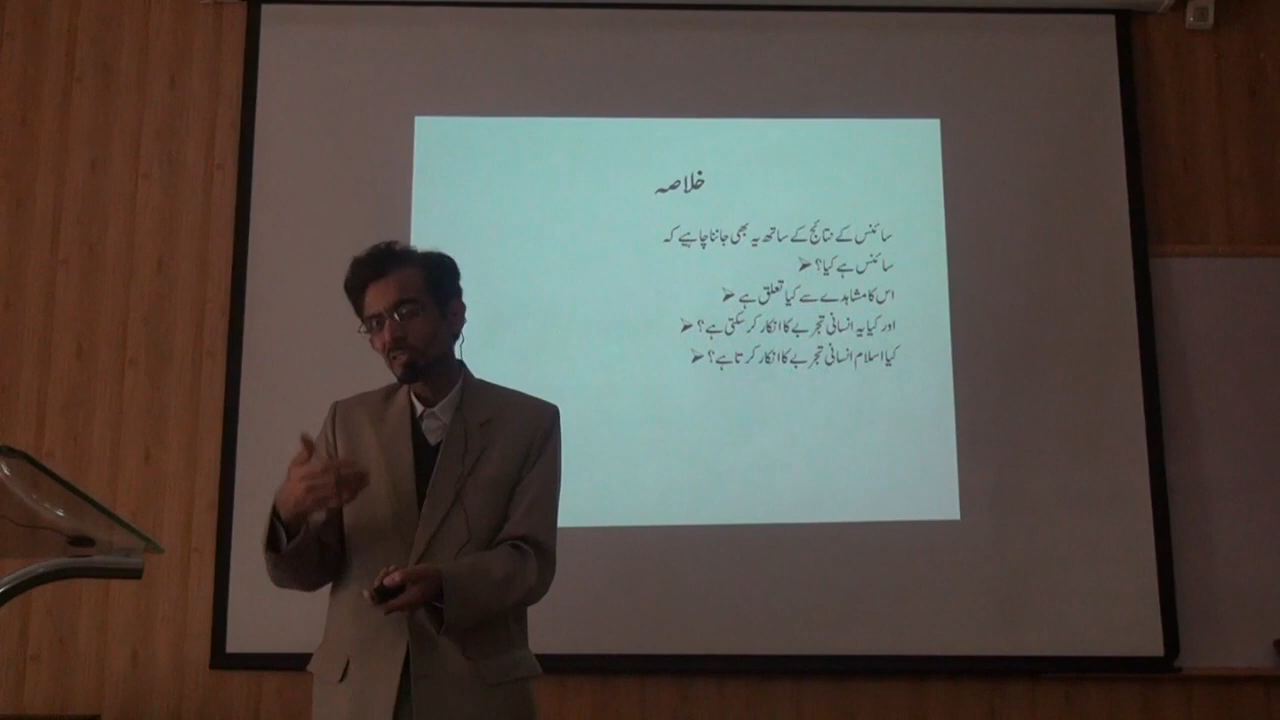 خلاصہ
سائنس کے نتائج کے ساتھ یہ بھی جاننا چاہیے کہ
سائنس ہے کیا؟
اس کا مشاہدے سے کیا تعلق ہے
اور کیا یہ انسانی تجربے کا انکار کر سکتی ہے؟
کیا اسلام انسانی تجربے کا انکار کرتا ہے؟